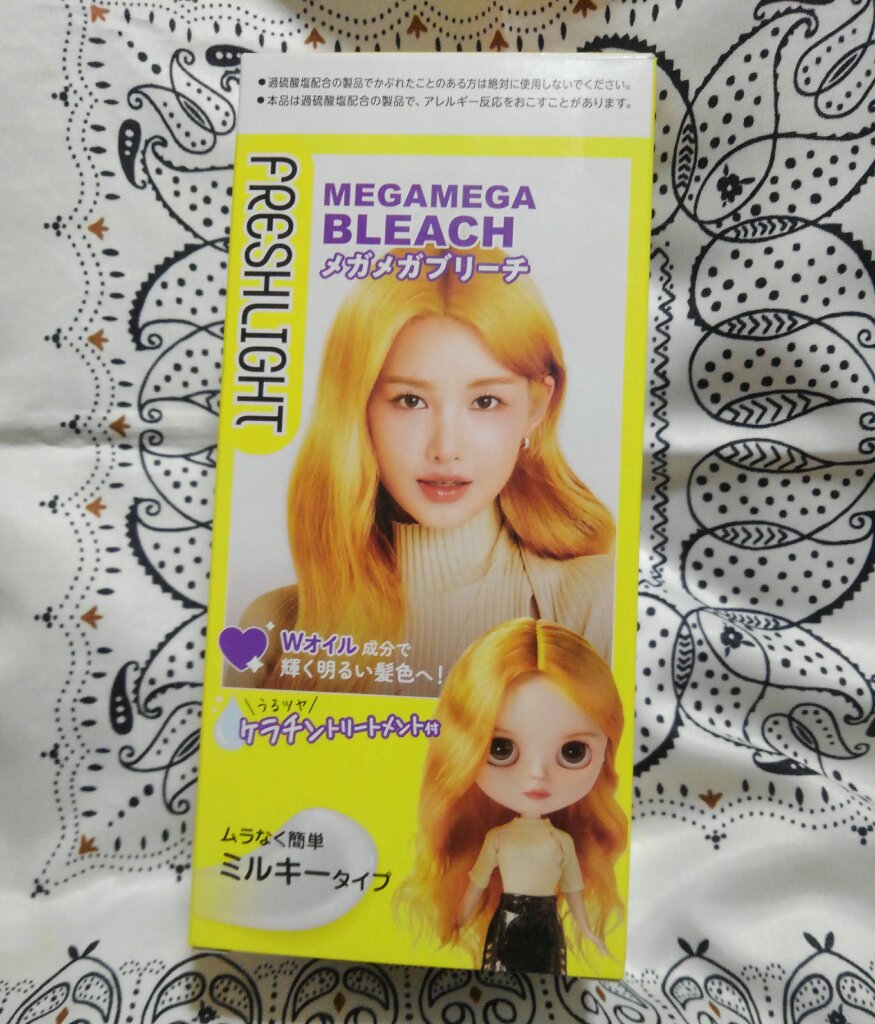 ●過硫酸塩配合の製品でかぶれたことのある方は絶対に使用しないでください。
●本品は過硫酸塩配合の製品で、アレルギー反応をおこすことがあります。
FRESHLIGHT
MEGAMEGA
BLEACH
メガメガブリーチ
Wオイル成分で
輝く明るい髪色へ!
\うるツヤ/
ケラチントリートメント付
ムラなく簡単
ミルキータイプ